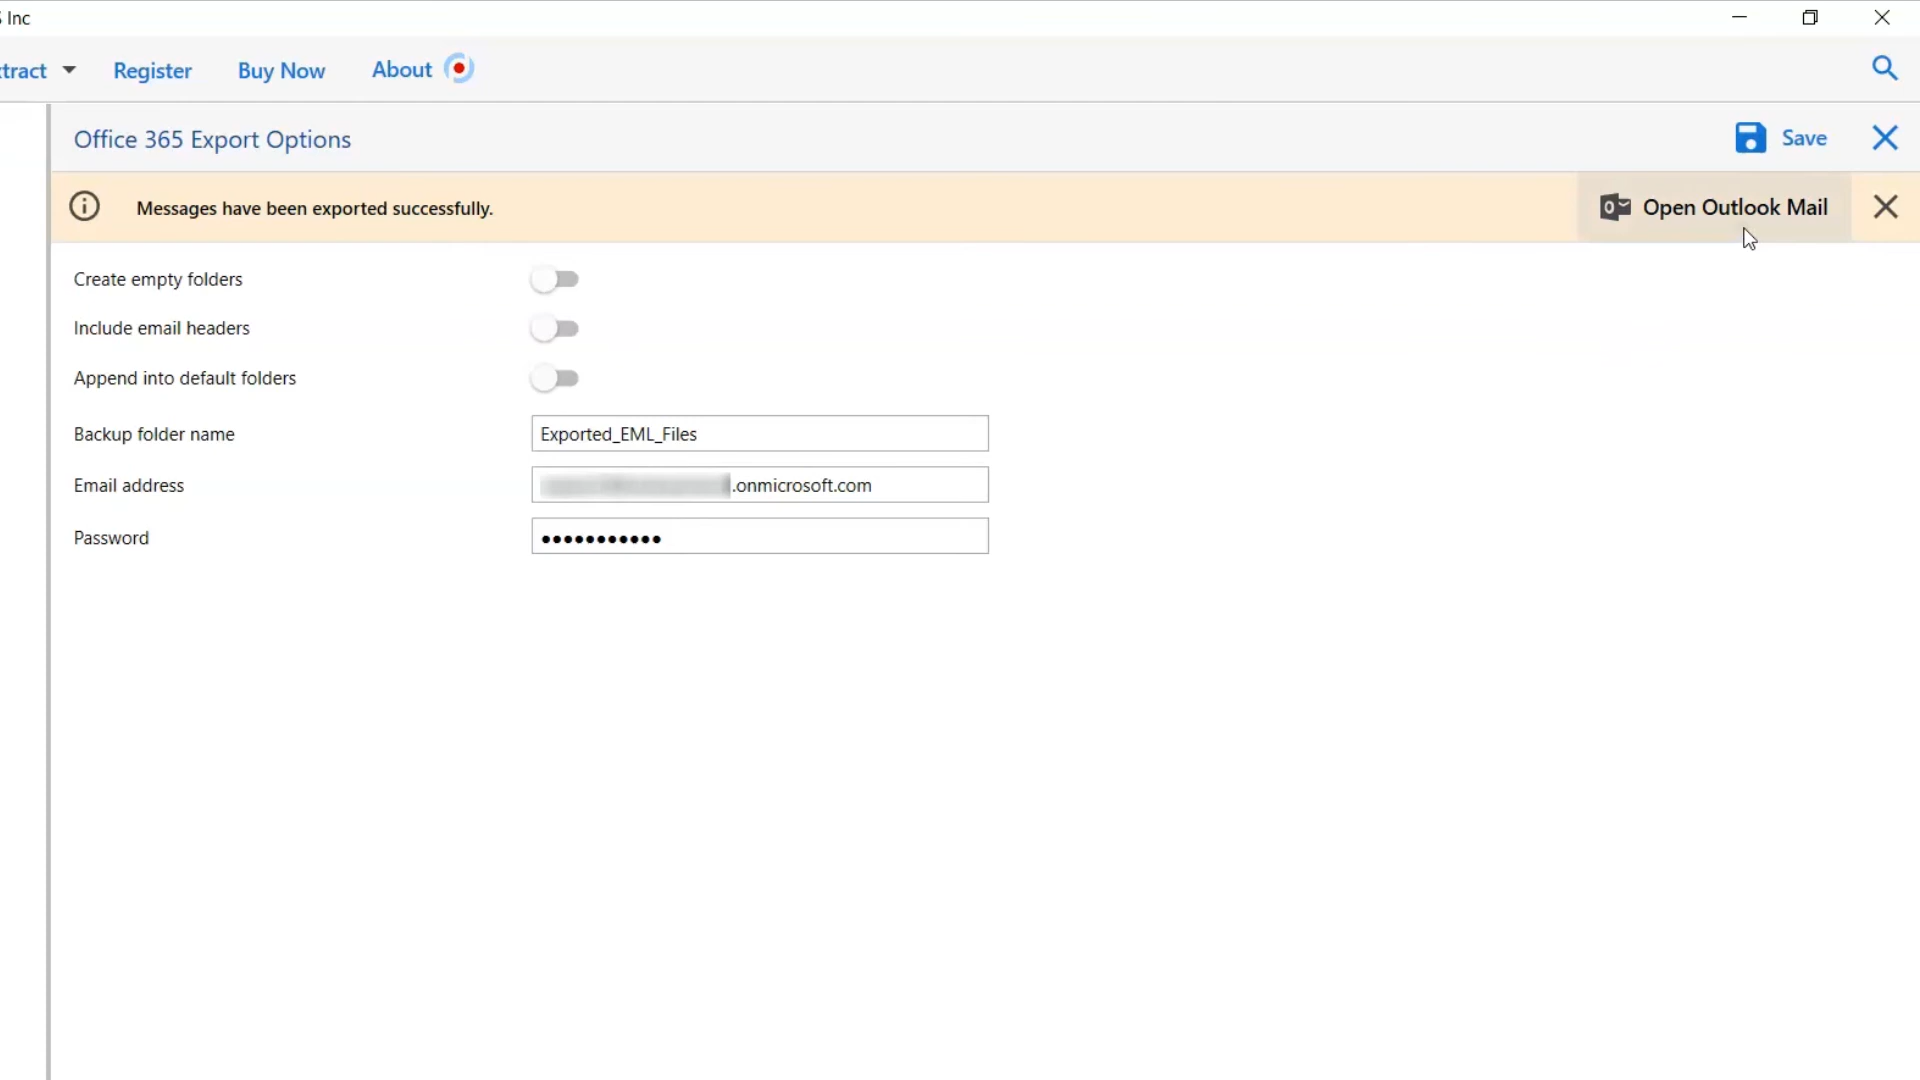 Inc
tract
Register
Buy Now
About
Office 365 Export Options
Save
Messages have been exported successfully.
Open Outlook Mail
Create empty folders
Include email headers
Append into default folders
Backup folder name
Exported_EML_Files
Email address
.onmicrosoft.com
Password